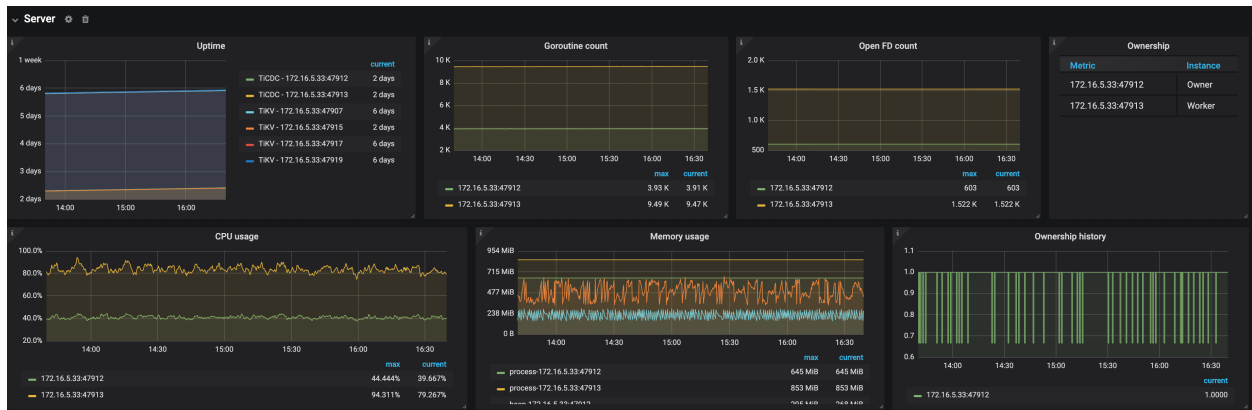 Server
Uptime
1 week
6 days
5 days
4 days
3 days
2 days
14:00 15:00 16:00
current
TiCDC - 172.16.5.33:47912 2 days
TiCDC - 172.16.5.33:47913 2 days
TiKV - 172.16.5.33:47907 6 days
TiKV - 172.16.5.33:47915 2 days
TiKV - 172.16.5.33:47917 6 days
TiKV - 172.16.5.33:47919 6 days
Goroutine count
10 K
8 K
6 K
4 K
2 K
14:00 14:30 15:00 15:30 16:00 16:30
max current
172.16.5.33:47912 3.93 K 3.91 K
172.16.5.33:47913 9.49 K 9.47 K
Open FD count
2.0 K
1.5 K
1.0 K
500
14:00 14:30 15:00 15:30 16:00 16:30
max current
172.16.5.33:47912 603 603
172.16.5.33:47913 1.522 K 1.522 K
Ownership
Metric Instance
172.16.5.33:47912 Owner
172.16.5.33:47913 Worker
CPU usage
100.0%
80.0%
60.0%
40.0%
20.0%
14:00 14:30 15:00 15:30 16:00 16:30
max current
172.16.5.33:47912 44.444% 39.667%
172.16.5.33:47913 94.311% 79.267%
Memory usage
954 MiB
715 MiB
477 MiB
238 MiB
0 B
14:00 14:30 15:00 15:30 16:00 16:30
max current
process-172.16.5.33:47912 645 MiB 645 MiB
process-172.16.5.33:47913 853 MiB 853 MiB
Ownership history
1.1
1.0
0.9
0.8
0.7
0.6
14:00 14:30 15:00 15:30 16:00 16:30
current
172.16.5.33:47912 1.0000